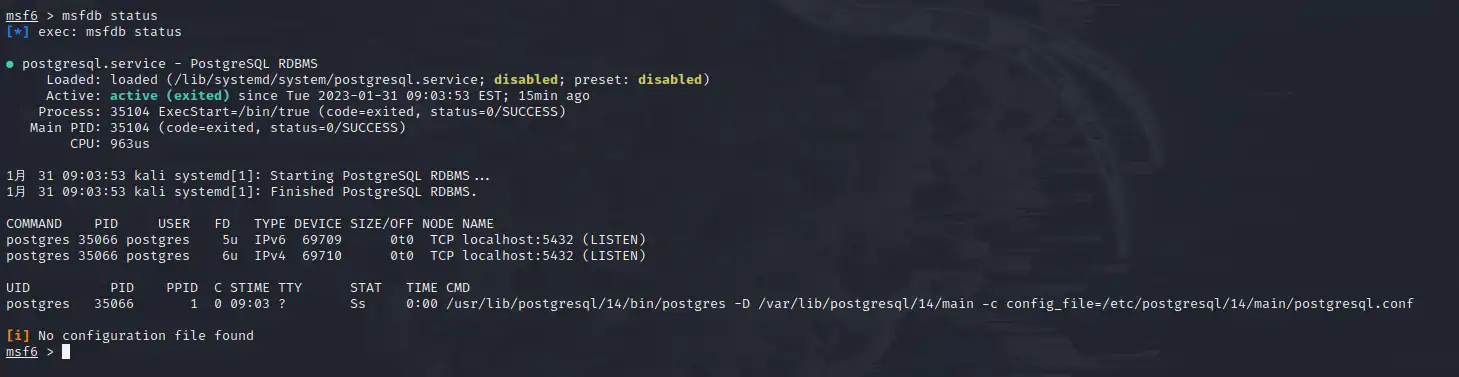 msf6 > msfdb status
[*] exec: msfdb status
● postgresql.service - PostgreSQL RDBMS
Loaded: loaded (/lib/systemd/system/postgresql.service; disabled; preset: disabled)
Active: active (exited) since Tue 2023-01-31 09:03:53 EST; 15min ago
Process: 35104 ExecStart=/bin/true (code=exited, status=0/SUCCESS)
Main PID: 35104 (code=exited, status=0/SUCCESS)
CPU: 963us
1月 31 09:03:53 kali systemd[1]: Starting PostgreSQL RDBMS...
1月 31 09:03:53 kali systemd[1]: Finished PostgreSQL RDBMS.
COMMAND PID USER FD TYPE DEVICE SIZE/OFF NODE NAME
postgres 35066 postgres 5u IPv6 69709 0t0 TCP localhost:5432 (LISTEN)
postgres 35066 postgres 6u IPv4 69710 0t0 TCP localhost:5432 (LISTEN)
UID PID PPID C STIME TTY STAT TIME CMD
postgres 35066 1 0 09:03 ? Ss 0:00 /usr/lib/postgresql/14/bin/postgres -D /var/lib/postgresql/14/main -c config_file=/etc/postgresql/14/main/postgresql.conf
[i] No configuration file found
msf6 >